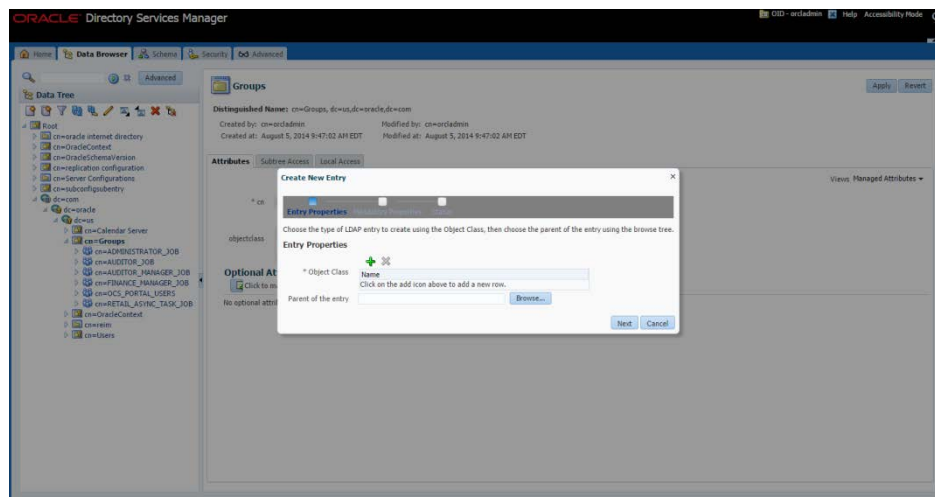 ORACLE Directory Services Manager
OID - orcladmin Help Accessibility Mode
Home Data Browser Schema Security Advanced
Advanced
Data Tree
Root
cn=oracle internet directory
cn=OracleContext
cn=OracleSchemaVersion
cn=replication configuration
cn=Server Configurations
cn=subconfigsubentry
dc=com
dc=oracle
dc=us
cn=Calendar Server
cn=Groups
cn=ADMINISTRATOR_JOB
cn=AUDITOR_JOB
cn=AUDITOR_MANAGER_JOB
cn=FINANCE_MANAGER_JOB
cn=OCS_PORTAL_USERS
cn=RETAIL_ASYNC_TASK_JOB
cn=OracleContext
cn=reim
cn=Users
Groups
Apply Revert
Distinguished Name: cn=Groups, dc=us,dc=oracle,dc=com
Created by: cn=orcladmin Modified by: cn=orcladmin
Created at: August 5, 2014 9:47:02 AM EDT Modified at: August 5, 2014 9:47:02 AM EDT
Attributes Subtree Access Local Access
Views Managed Attributes
* cn
objectclass
Optional At
Click to m
No optional attri
Create New Entry
Entry Properties Mandatory Properties Status
Choose the type of LDAP entry to create using the Object Class, then choose the parent of the entry using the browse tree.
Entry Properties
* Object Class
Name
Click on the add icon above to add a new row.
Parent of the entry Browse...
Next Cancel